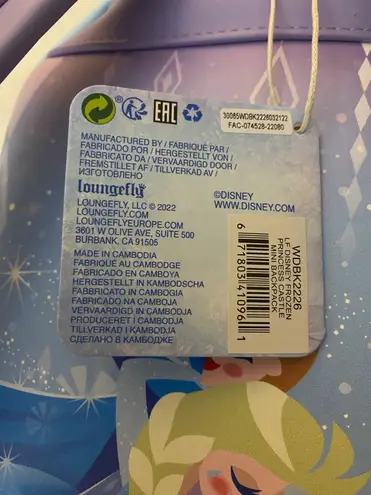 EAC
30065WDBK2226032122
FAC-074528-22080
MANUFACTURED BY / FABRIQUÉ PAR /
FABRICADO POR / HERGESTELLT VON /
FABBRICATO DA / VERVAARDIGD DOOR /
FREMSTILLET AF / TILLVERKAD AV /
ИЗГОТОВЛЕНО
loungefly
LOUNGEFLY, LLC © 2022
LOUNGEFLY.COM
LOUNGEFLYEUROPE.COM
3601 W OLIVE AVE, SUITE 500
BURBANK, CA 91505
©DISNEY
WWW.DISNEY.COM
MADE IN CAMBODIA
FABRIQUÉ AU CAMBODGE
FABRICADO EN CAMBOYA
HERGESTELLT IN KAMBODSCHA
FABBRICATO IN CAMBOGIA
FABRICADO NA CAMBOJA
VERVAARDIGD IN CAMBODJA
PRODUCERET I CAMBODJA
TILLVERKAD I KAMBODJA
СДЕЛАНО В КАМБОДЖЕ
WDBK2226
LF DISNEY FROZEN
PRINCESS CASTLE
MINI BACKPACK
6 71803 41096 1